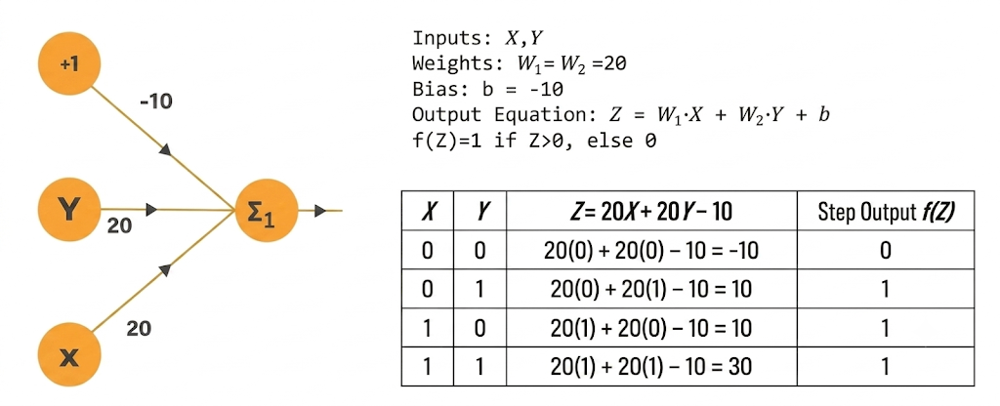 +1
-10
Y
20
Σ1
20
X
Inputs: X,Y
Weights: W1= W2 =20
Bias: b = -10
Output Equation: Z = W1·X + W2·Y + b
f(Z)=1 if Z>0, else 0
X Y Z= 20X+ 20Y– 10 Step Output f(Z)
0 0 20(0) + 20(0) – 10 = -10 0
0 1 20(0) + 20(1) – 10 = 10 1
1 0 20(1) + 20(0) – 10 = 10 1
1 1 20(1) + 20(1) – 10 = 30 1